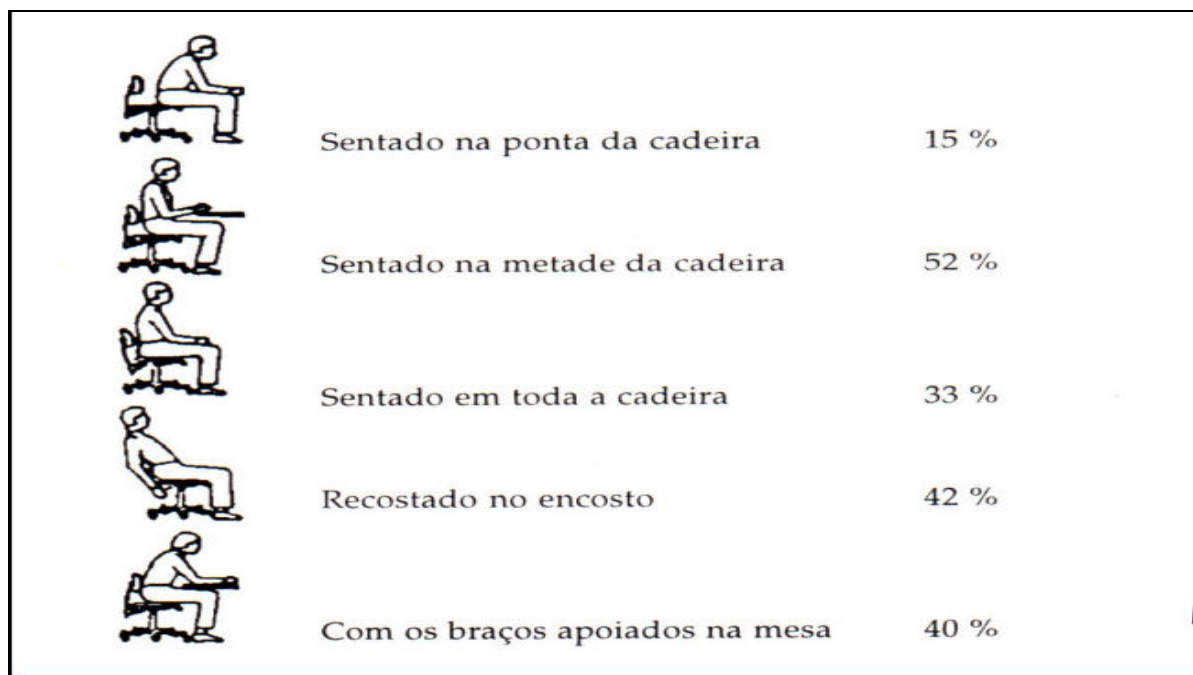 Sentado na ponta da cadeira 15 %
Sentado na metade da cadeira 52 %
Sentado em toda a cadeira 33 %
Recostado no encosto 42 %
Com os braços apoiados na mesa 40 %